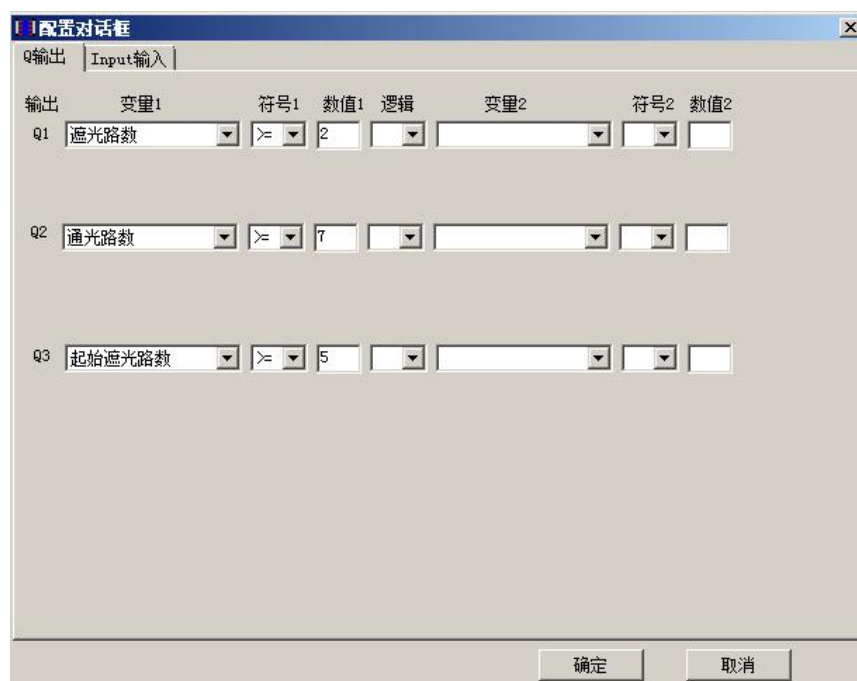 配置对话框
Q输出 Input输入
输出 变量1 符号1 数值1 逻辑 变量2 符号2 数值2
Q1 遮光路数 >= 2
Q2 通光路数 >= 7
Q3 起始遮光路数 >= 5
确定 取消